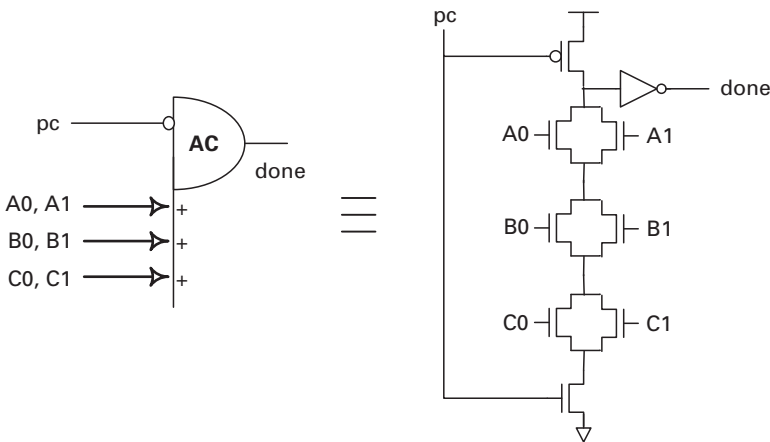 pc
AC
done
A0, A1
+
B0, B1
+
C0, C1
+
pc
done
A0
A1
B0
B1
C0
C1